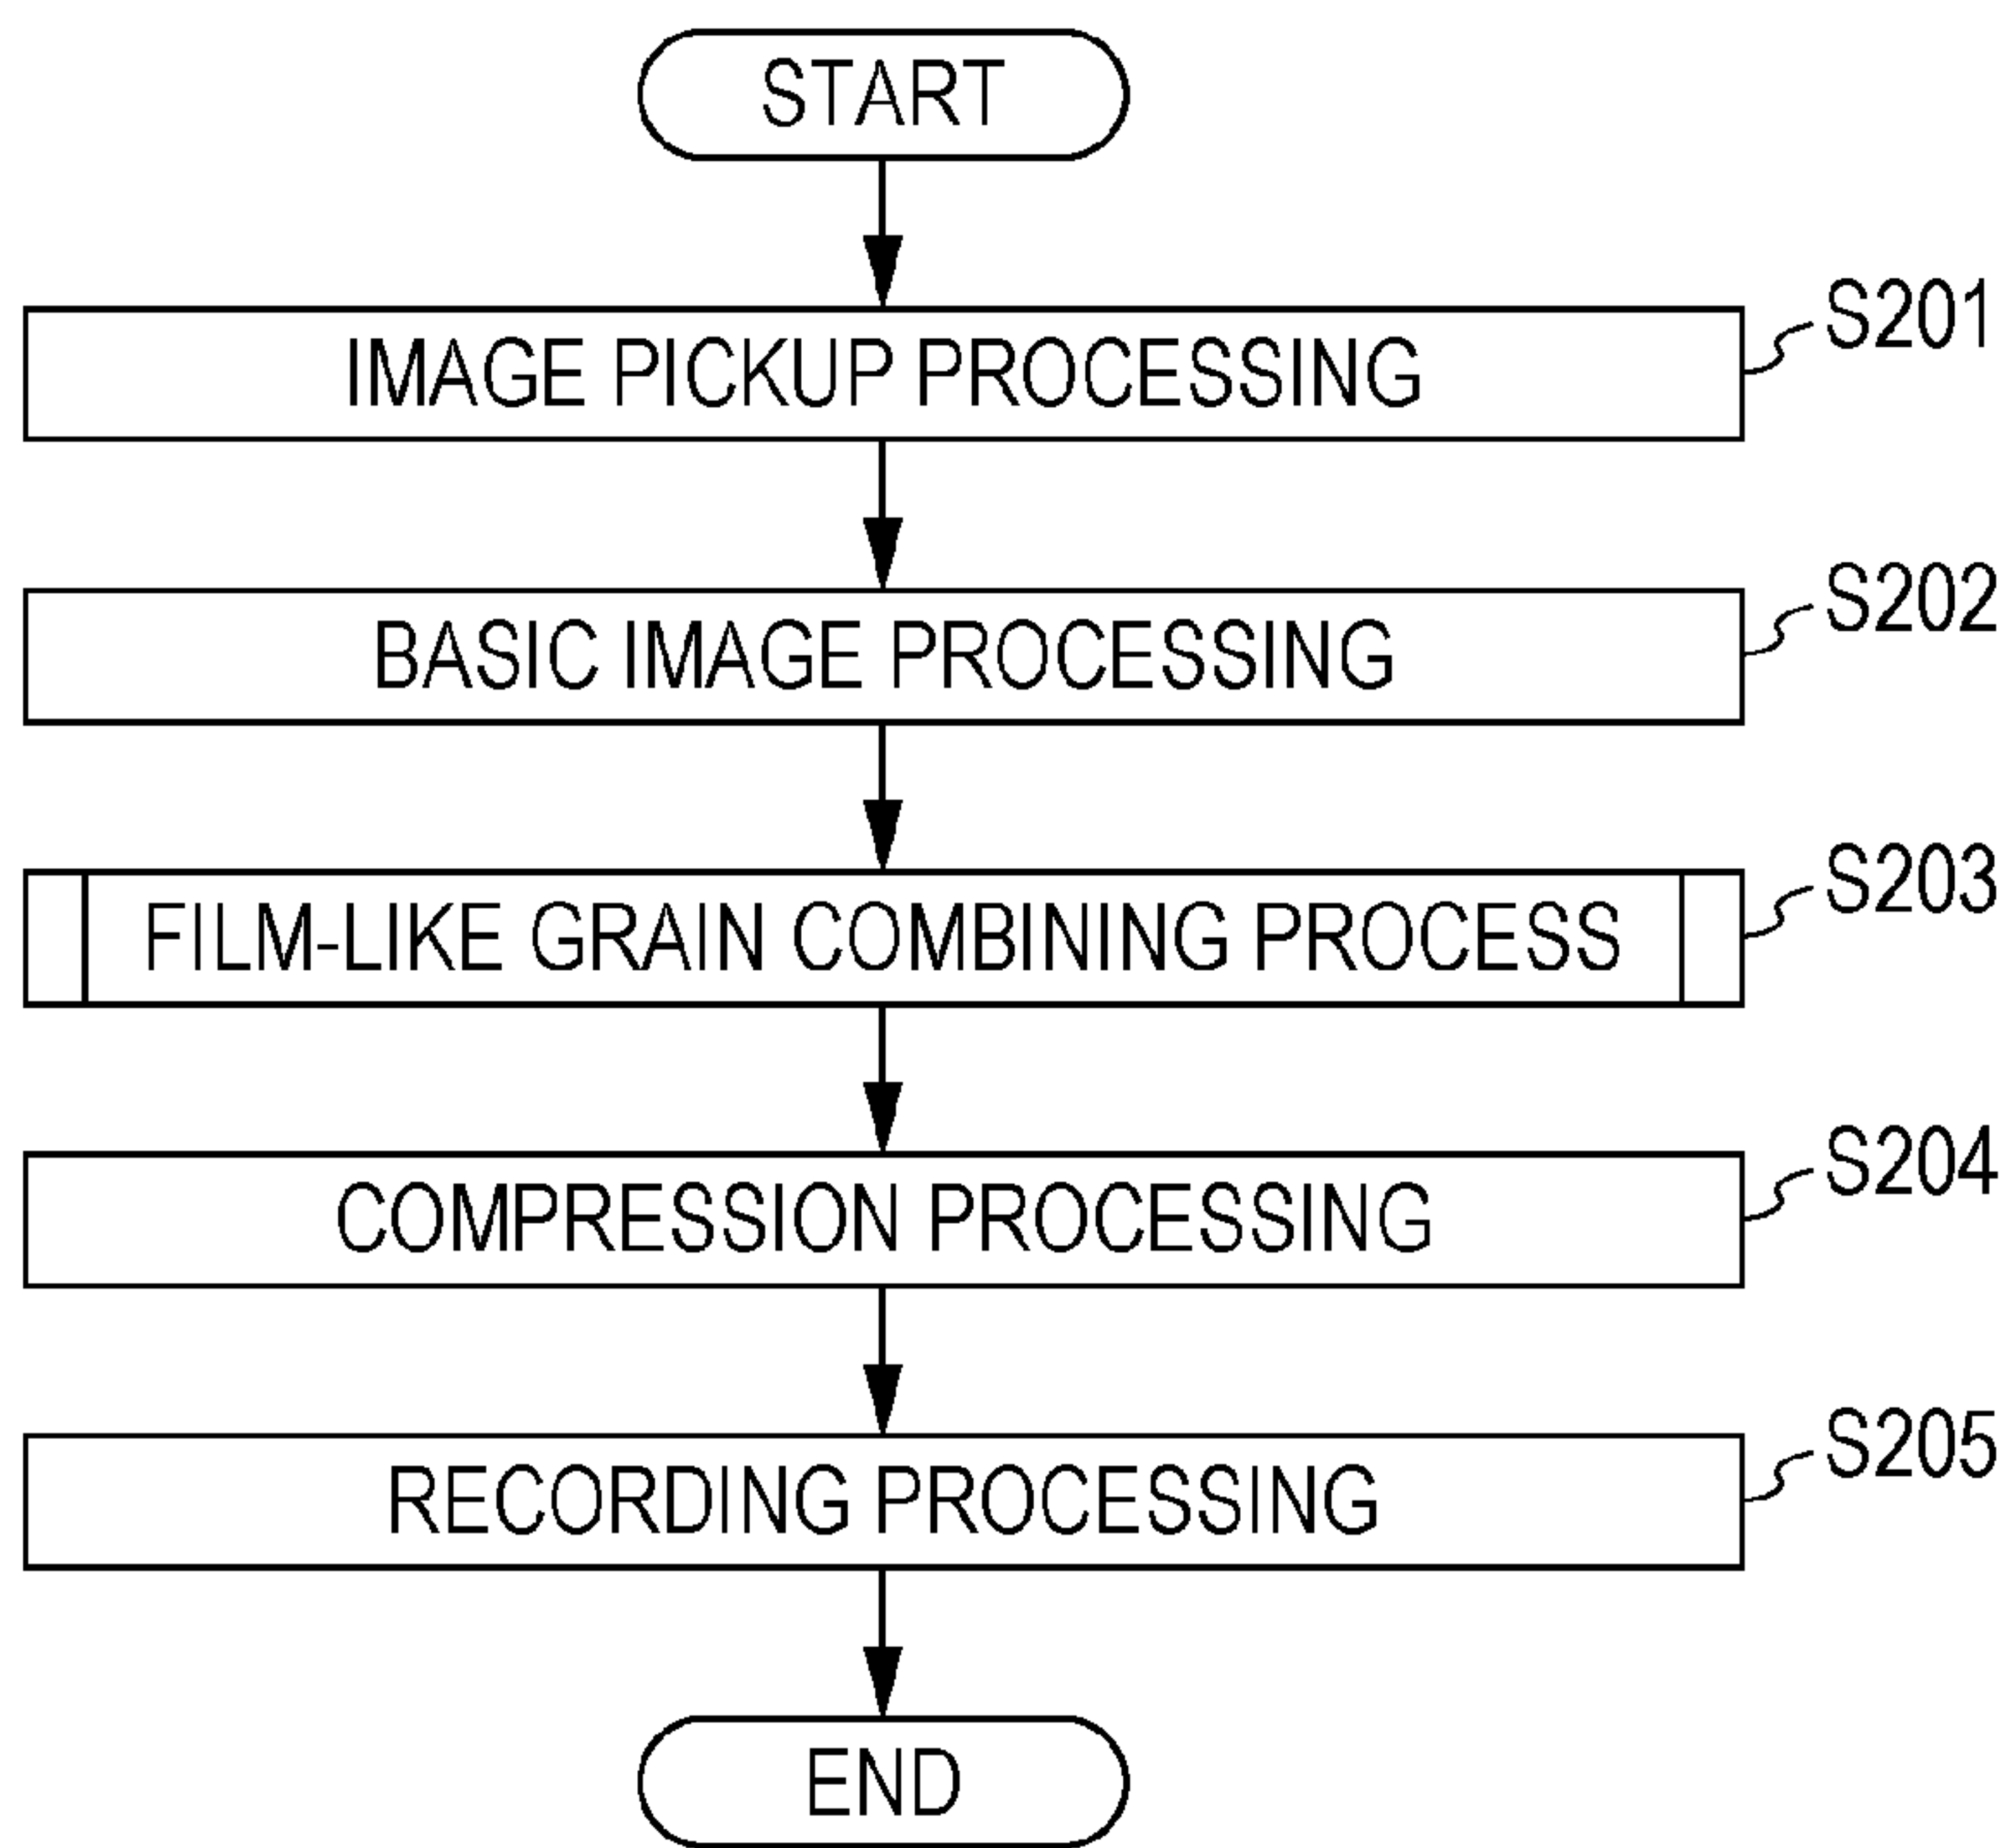 START
IMAGE PICKUP PROCESSING
S201
BASIC IMAGE PROCESSING
S202
FILM-LIKE GRAIN COMBINING PROCESS
S203
COMPRESSION PROCESSING
S204
RECORDING PROCESSING
S205
END